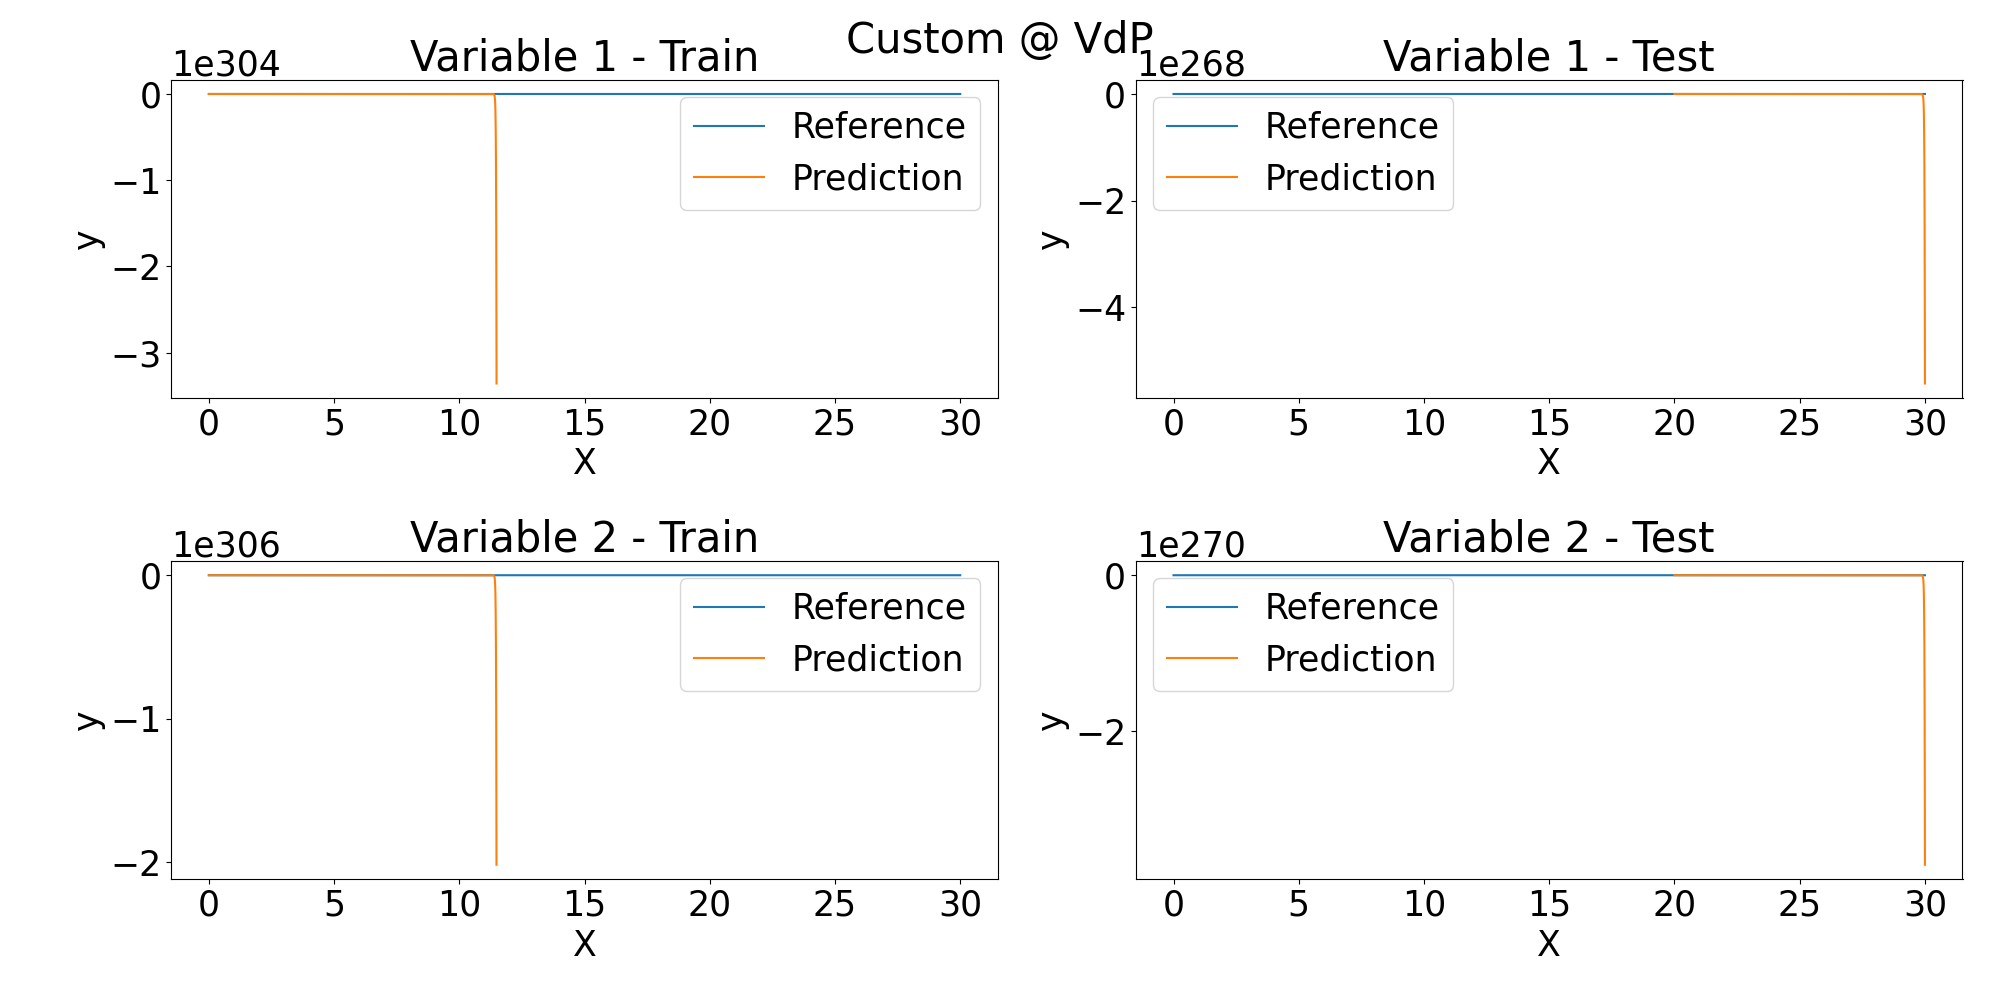 Custom @ VdP
Variable 1 - Train
1e304
0
−1
−2
−3
y
Reference
Prediction
0 5 10 15 20 25 30
X
Variable 1 - Test
1e268
0
−2
−4
y
Reference
Prediction
0 5 10 15 20 25 30
X
Variable 2 - Train
1e306
0
−1
−2
y
Reference
Prediction
0 5 10 15 20 25 30
X
Variable 2 - Test
1e270
0
−2
y
Reference
Prediction
0 5 10 15 20 25 30
X